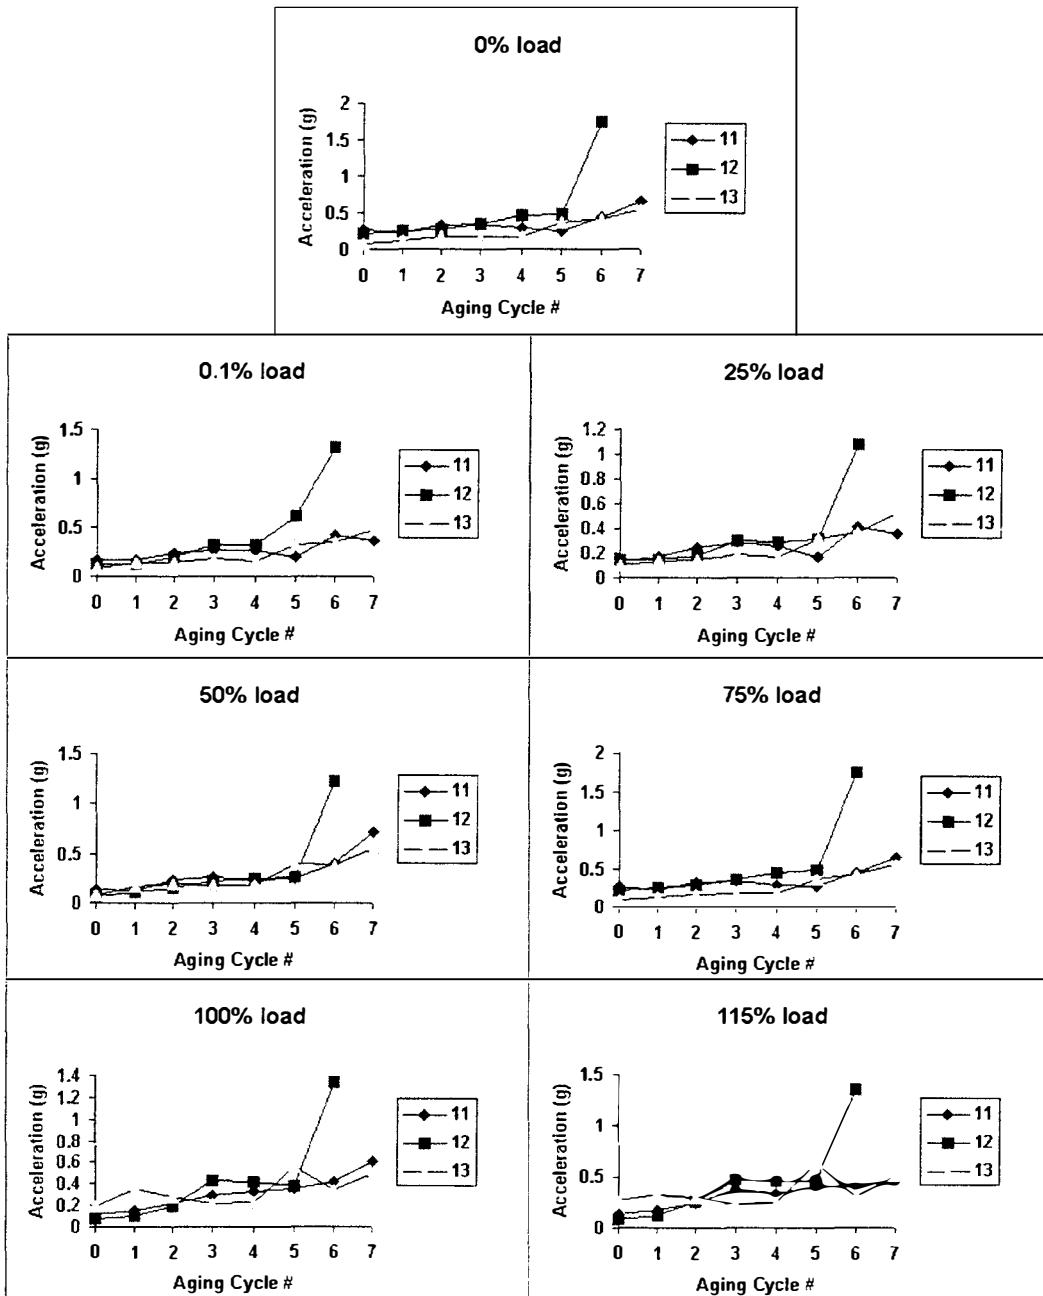 0% load
Acceleration (g)
2
1.5
1
0.5
0
0 1 2 3 4 5 6 7
Aging Cycle #
11
12
13
0.1% load
Acceleration (g)
1.5
1
0.5
0
0 1 2 3 4 5 6 7
Aging Cycle #
11
12
13
25% load
Acceleration (g)
1.2
1
0.8
0.6
0.4
0.2
0
0 1 2 3 4 5 6 7
Aging Cycle #
11
12
13
50% load
Acceleration (g)
1.5
1
0.5
0
0 1 2 3 4 5 6 7
Aging Cycle #
11
12
13
75% load
Acceleration (g)
2
1.5
1
0.5
0
0 1 2 3 4 5 6 7
Aging Cycle #
11
12
13
100% load
Acceleration (g)
1.4
1.2
1
0.8
0.6
0.4
0.2
0
0 1 2 3 4 5 6 7
Aging Cycle #
11
12
13
115% load
Acceleration (g)
1.5
1
0.5
0
0 1 2 3 4 5 6 7
Aging Cycle #
11
12
13